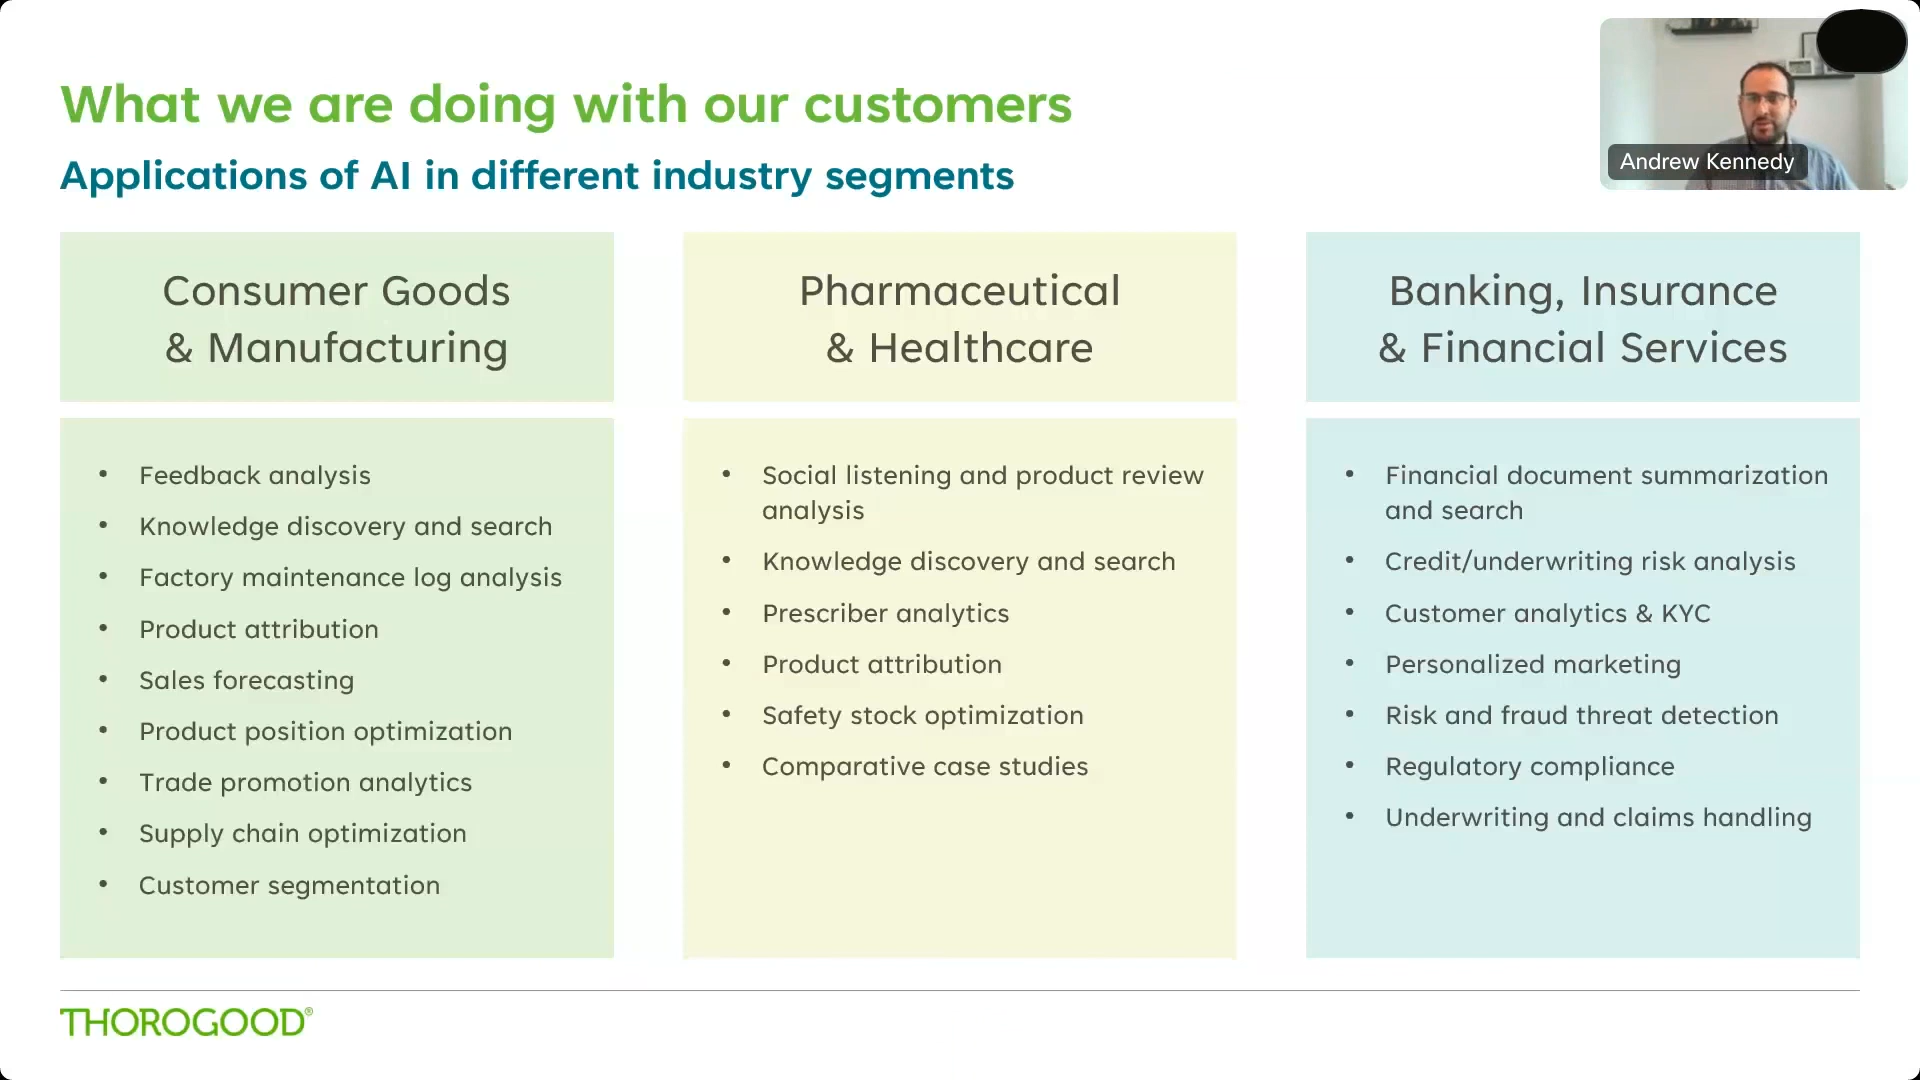 What we are doing with our customers
Applications of AI in different industry segments
Andrew Kennedy
Consumer Goods
& Manufacturing
• Feedback analysis
• Knowledge discovery and search
• Factory maintenance log analysis
• Product attribution
• Sales forecasting
• Product position optimization
• Trade promotion analytics
• Supply chain optimization
• Customer segmentation
Pharmaceutical
& Healthcare
• Social listening and product review
analysis
• Knowledge discovery and search
• Prescriber analytics
• Product attribution
• Safety stock optimization
• Comparative case studies
Banking, Insurance
& Financial Services
• Financial document summarization
and search
• Credit/underwriting risk analysis
• Customer analytics & KYC
• Personalized marketing
• Risk and fraud threat detection
• Regulatory compliance
• Underwriting and claims handling
THOROGOOD®